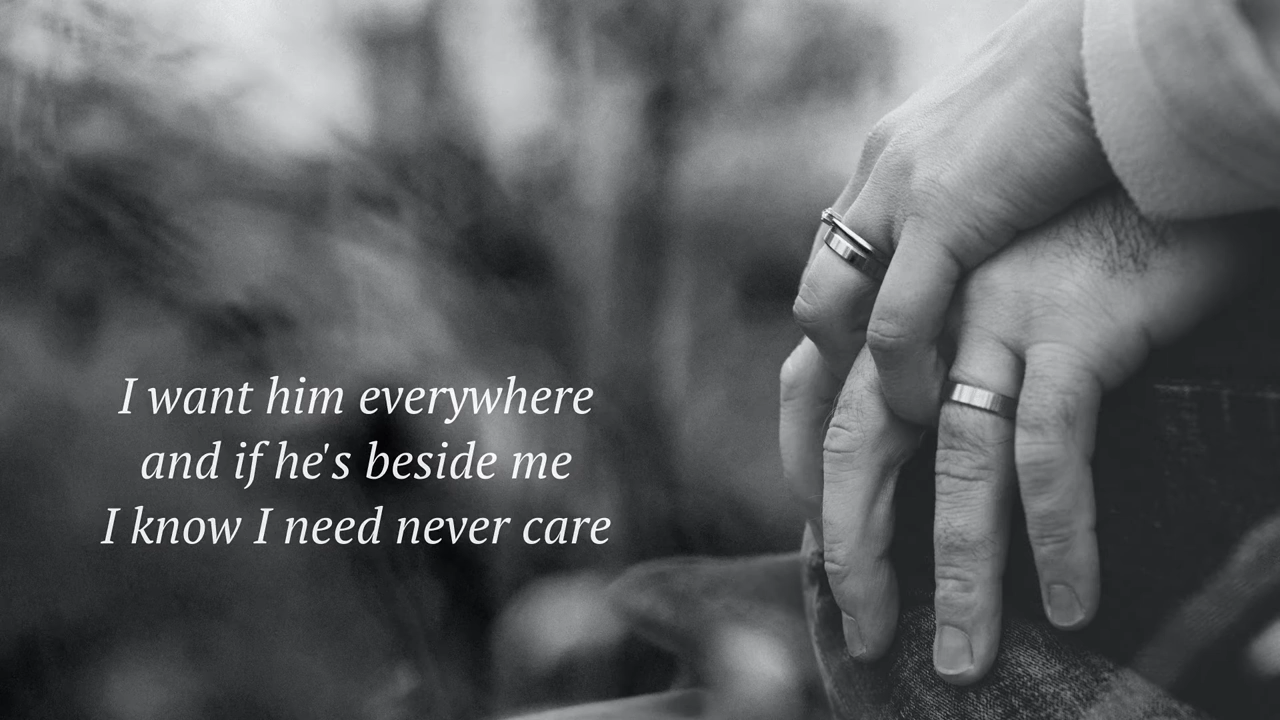 I want him everywhere
and if he's beside me
I know I need never care